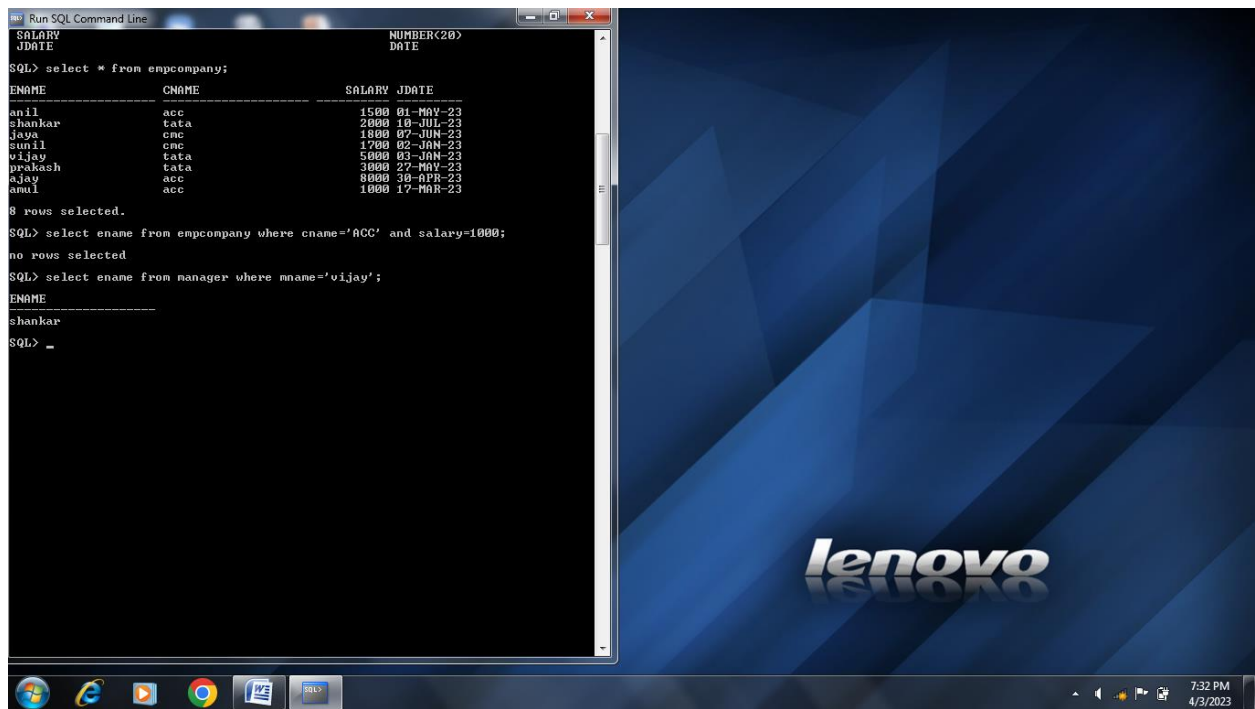 Run SQL Command Line
SALARY NUMBER(20)
JDATE DATE
SQL> select * from empcompany;
ENAME CNAME SALARY JDATE
anil acc 1500 01-MAY-23
shankar tata 2000 10-JUL-23
jaya cmc 1800 07-JUN-23
sunil cmc 1700 02-JAN-23
vijay tata 5000 03-JAN-23
prakash tata 3000 27-MAY-23
ajay acc 8000 30-APR-23
amul acc 1000 17-MAR-23
8 rows selected.
SQL> select ename from empcompany where cname='ACC' and salary=1000;
no rows selected
SQL> select ename from manager where mname='vijay';
ENAME
shankar
SQL> _
lenovo
SQL>
7:32 PM
4/3/2023